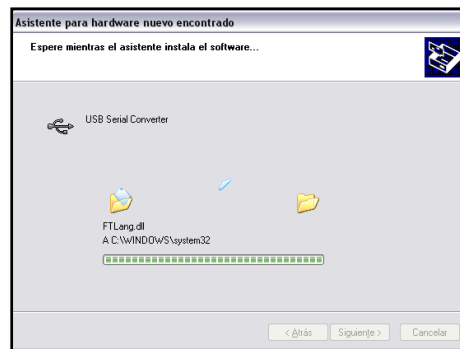 Asistente para hardware nuevo encontrado
Espere mientras el asistente instala el software...
USB Serial Converter
FTLang.dll
A C:\WINDOWS\system32
< Atrás
Siguiente >
Cancelar